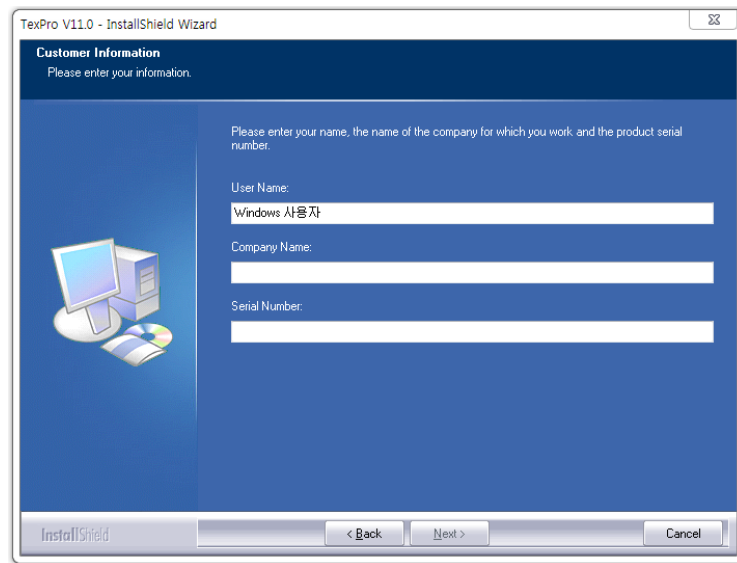 TexPro V11.0 - InstallShield Wizard
Customer Information
Please enter your information.
Please enter your name, the name of the company for which you work and the product serial
number.
User Name:
Windows 사용자
Company Name:
Serial Number:
InstallShield
< Back
Next >
Cancel